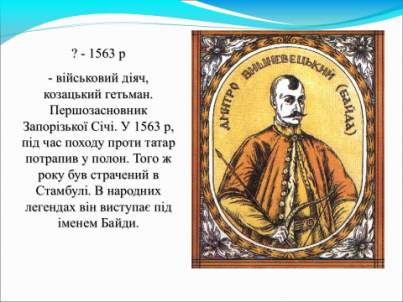 ? - 1563 р
- військовий діяч,
козацький гетьман.
Першозасновник
Запорізької Січі. У 1563 р,
під час походу проти татар
потрапив у полон. Того ж
року був страчений в
Стамбулі. В народних
легендах він виступає під
іменем Байди.
ДМИТРО ВИШНЕВЕЦЬКИЙ (БАЙДА)